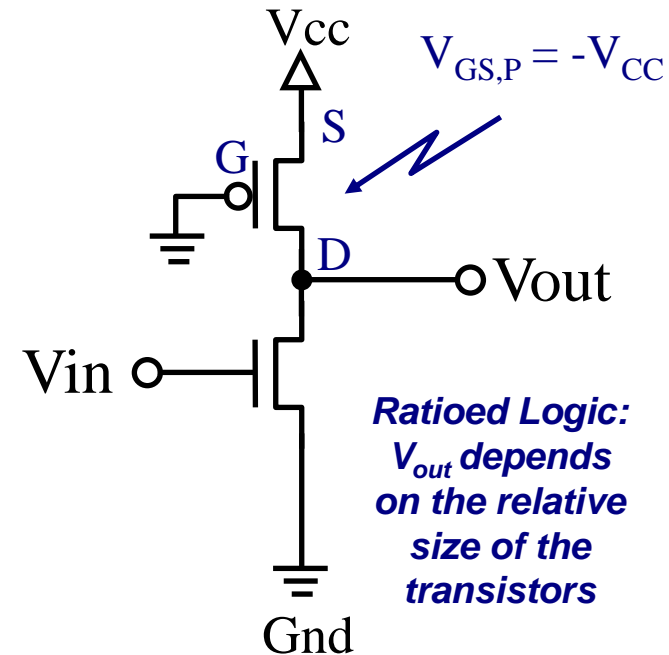 Vcc
V_GS,P = -V_CC
S
G
D
Vout
Vin
Ratioed Logic:
V_out depends
on the relative
size of the
transistors
Gnd